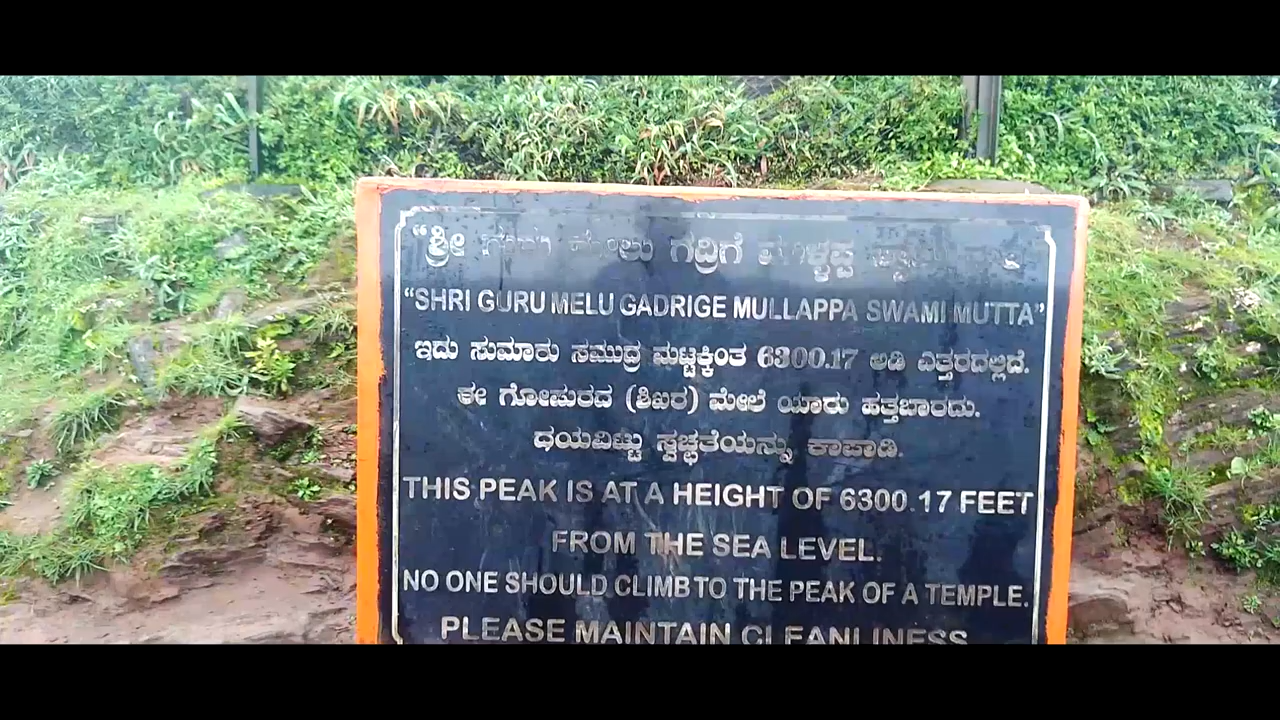 “ಶ್ರೀ ಗದ್ರಿಗೆ
“SHRI GURU MELU GADRIGE MULLAPPA SWAMI MUTTA”
ಇದು ಸುಮಾರು ಸಮುದ್ರ ಮಟ್ಟಕ್ಕಿಂತ 6300.17 ಅಡಿ ಎತ್ತರದಲ್ಲಿದೆ.
ಈ ಗೋಪುರದ (ಶಿಖರ) ಮೇಲೆ ಯಾರು ಹತ್ತಬಾರದು.
ಧಯವಿಟ್ಟು ಸ್ವಚ್ಛತೆಯನ್ನು ಕಾಪಾಡಿ.
THIS PEAK IS AT A HEIGHT OF 6300.17 FEET
FROM THE SEA LEVEL.
NO ONE SHOULD CLIMB TO THE PEAK OF A TEMPLE.
PLEASE MAINTAIN CLEANLINESS